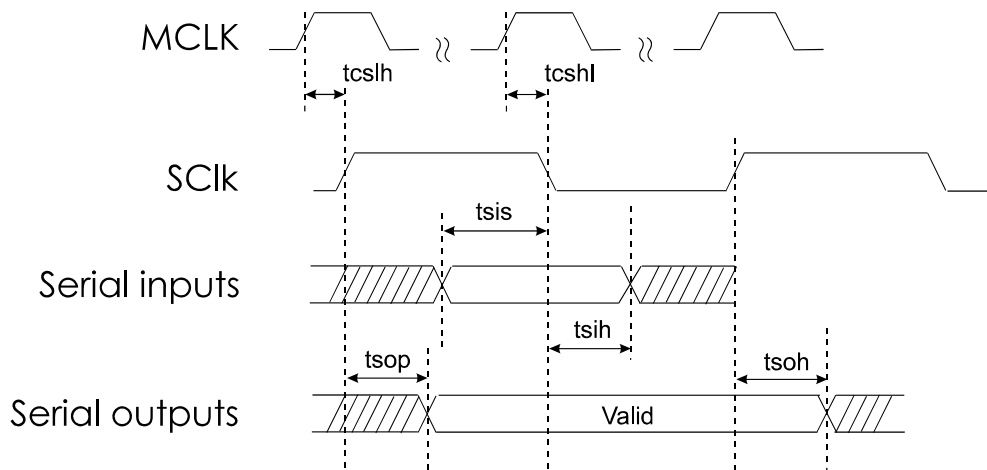 MCLK
tcslh
tcshl
SClk
tsis
Serial inputs
tsih
tsop
tsoh
Serial outputs
Valid